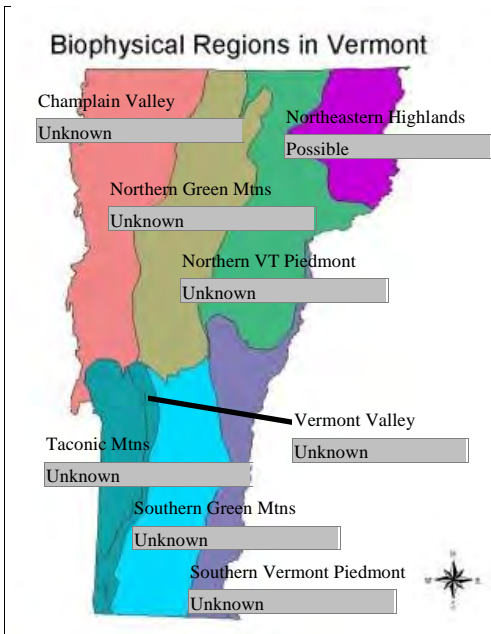 Biophysical Regions in Vermont
Champlain Valley
Unknown
Northeastern Highlands
Possible
Northern Green Mtns
Unknown
Northern VT Piedmont
Unknown
Vermont Valley
Unknown
Taconic Mtns
Unknown
Southern Green Mtns
Unknown
Southern Vermont Piedmont
Unknown